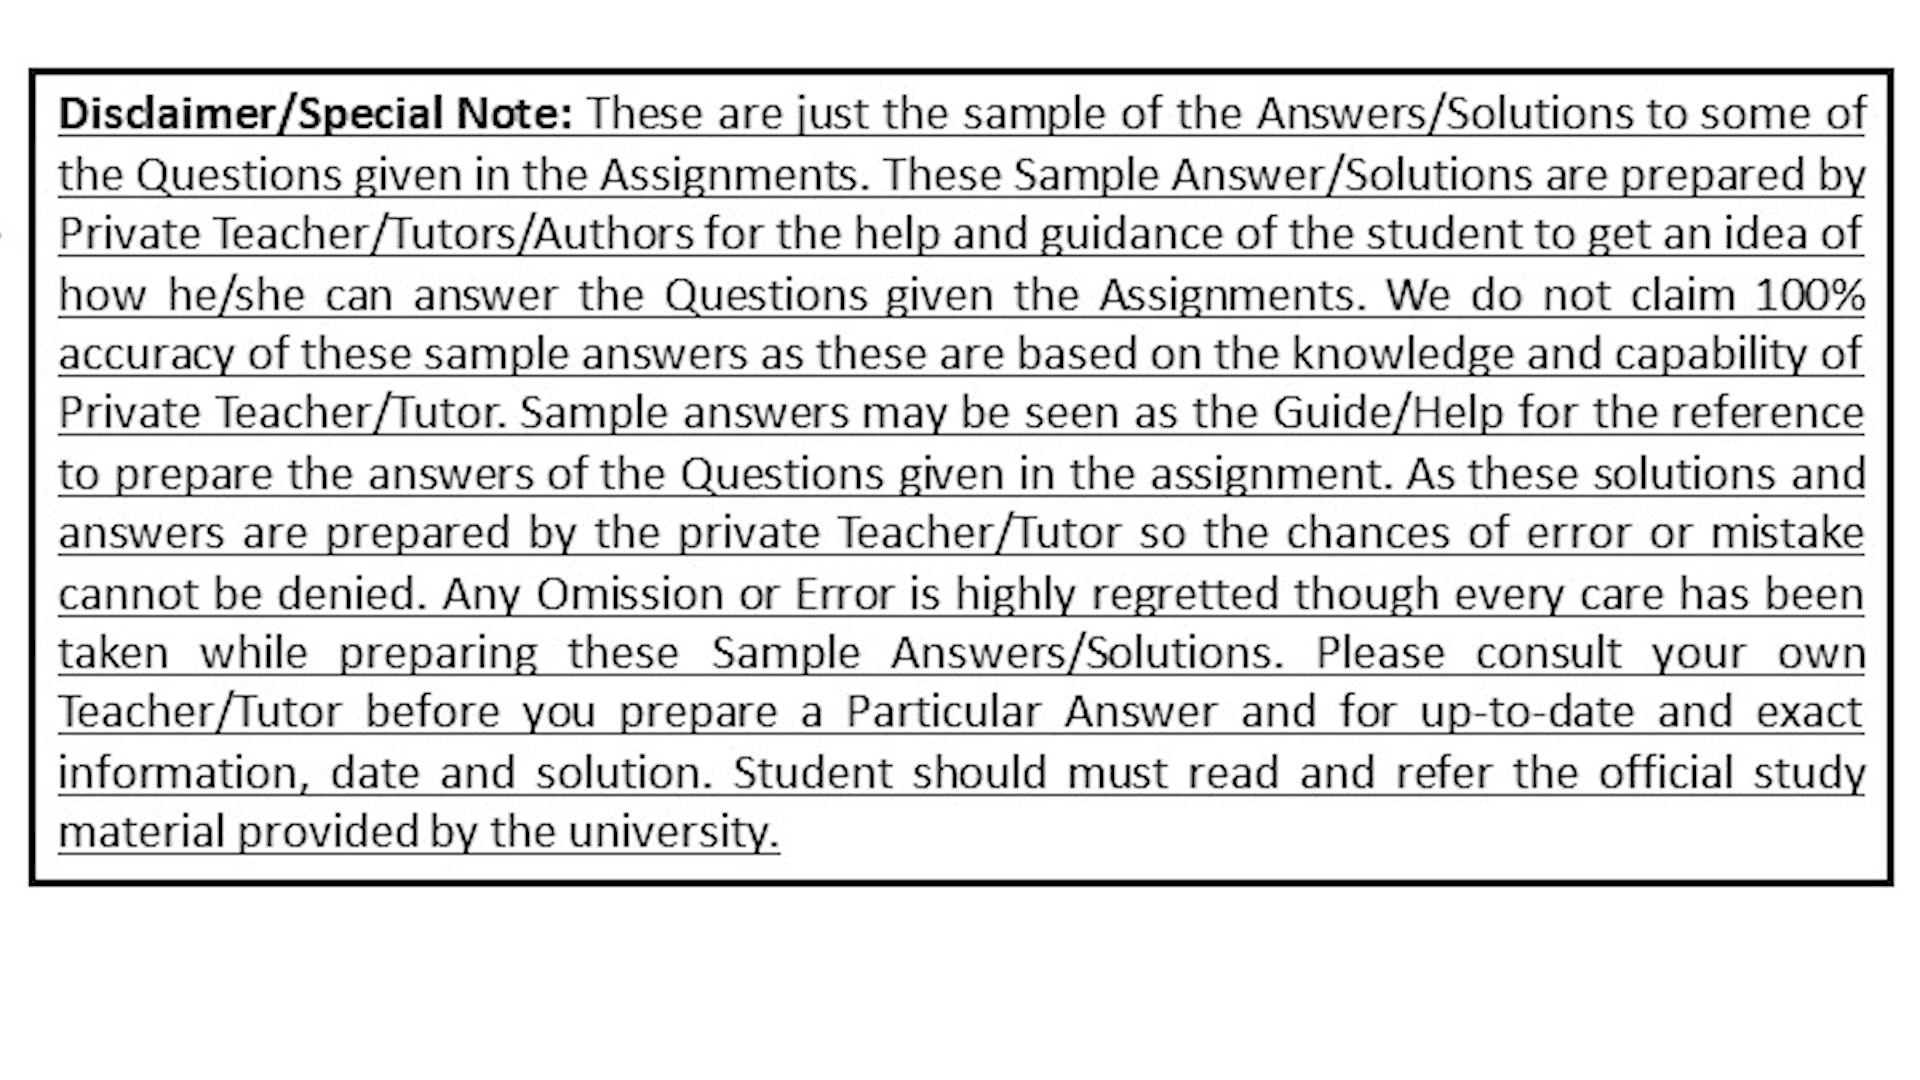 Disclaimer/Special Note: These are just the sample of the Answers/Solutions to some of
the Questions given in the Assignments. These Sample Answer/Solutions are prepared by
Private Teacher/Tutors/Authors for the help and guidance of the student to get an idea of
how he/she can answer the Questions given the Assignments. We do not claim 100%
accuracy of these sample answers as these are based on the knowledge and capability of
Private Teacher/Tutor. Sample answers may be seen as the Guide/Help for the reference
to prepare the answers of the Questions given in the assignment. As these solutions and
answers are prepared by the private Teacher/Tutor so the chances of error or mistake
cannot be denied. Any Omission or Error is highly regretted though every care has been
taken while preparing these Sample Answers/Solutions. Please consult your own
Teacher/Tutor before you prepare a Particular Answer and for up-to-date and exact
information, date and solution. Student should must read and refer the official study
material provided by the university.